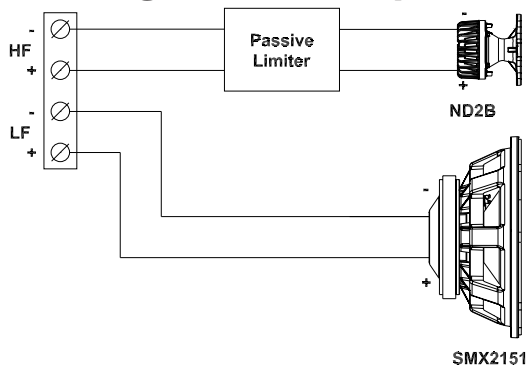 -
HF
+
-
LF
+
Passive
Limiter
-
+
ND2B
-
+
SMX2151